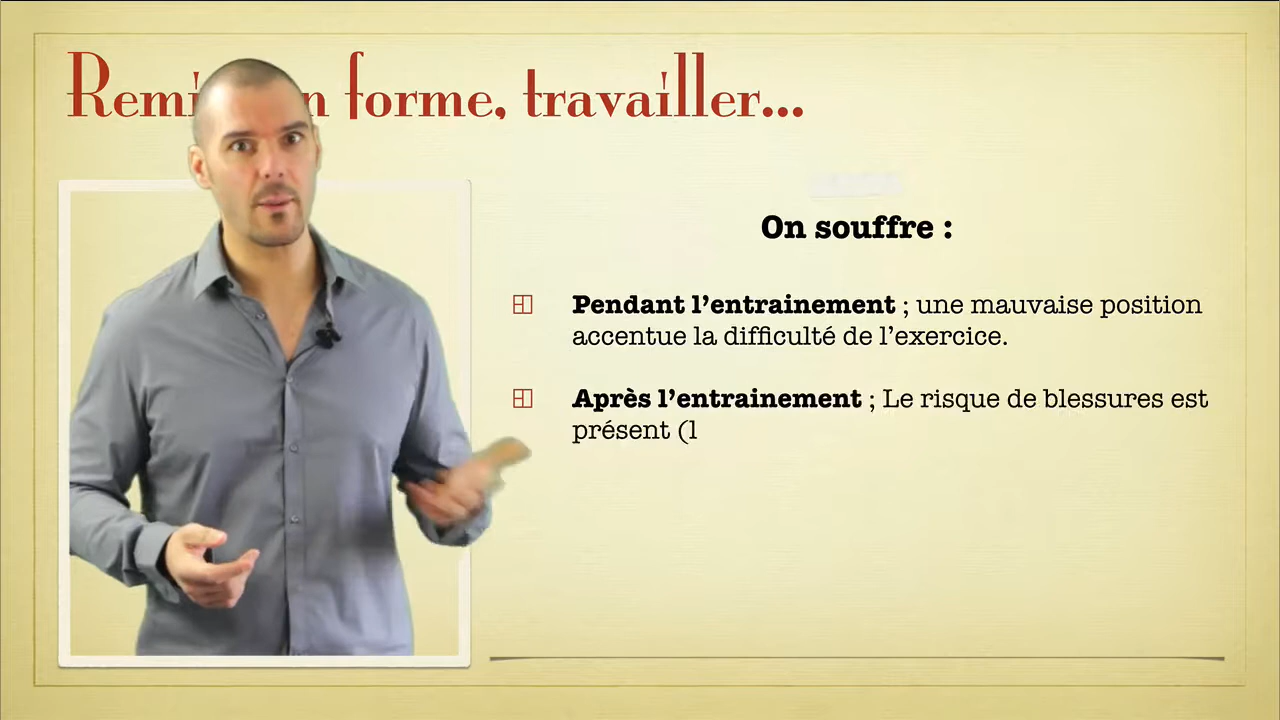 Remi n forme, travailler...
On souffre :
Pendant l'entrainement ; une mauvaise position
accentue la difficulté de l'exercice.
Après l'entrainement ; Le risque de blessures est
présent (l